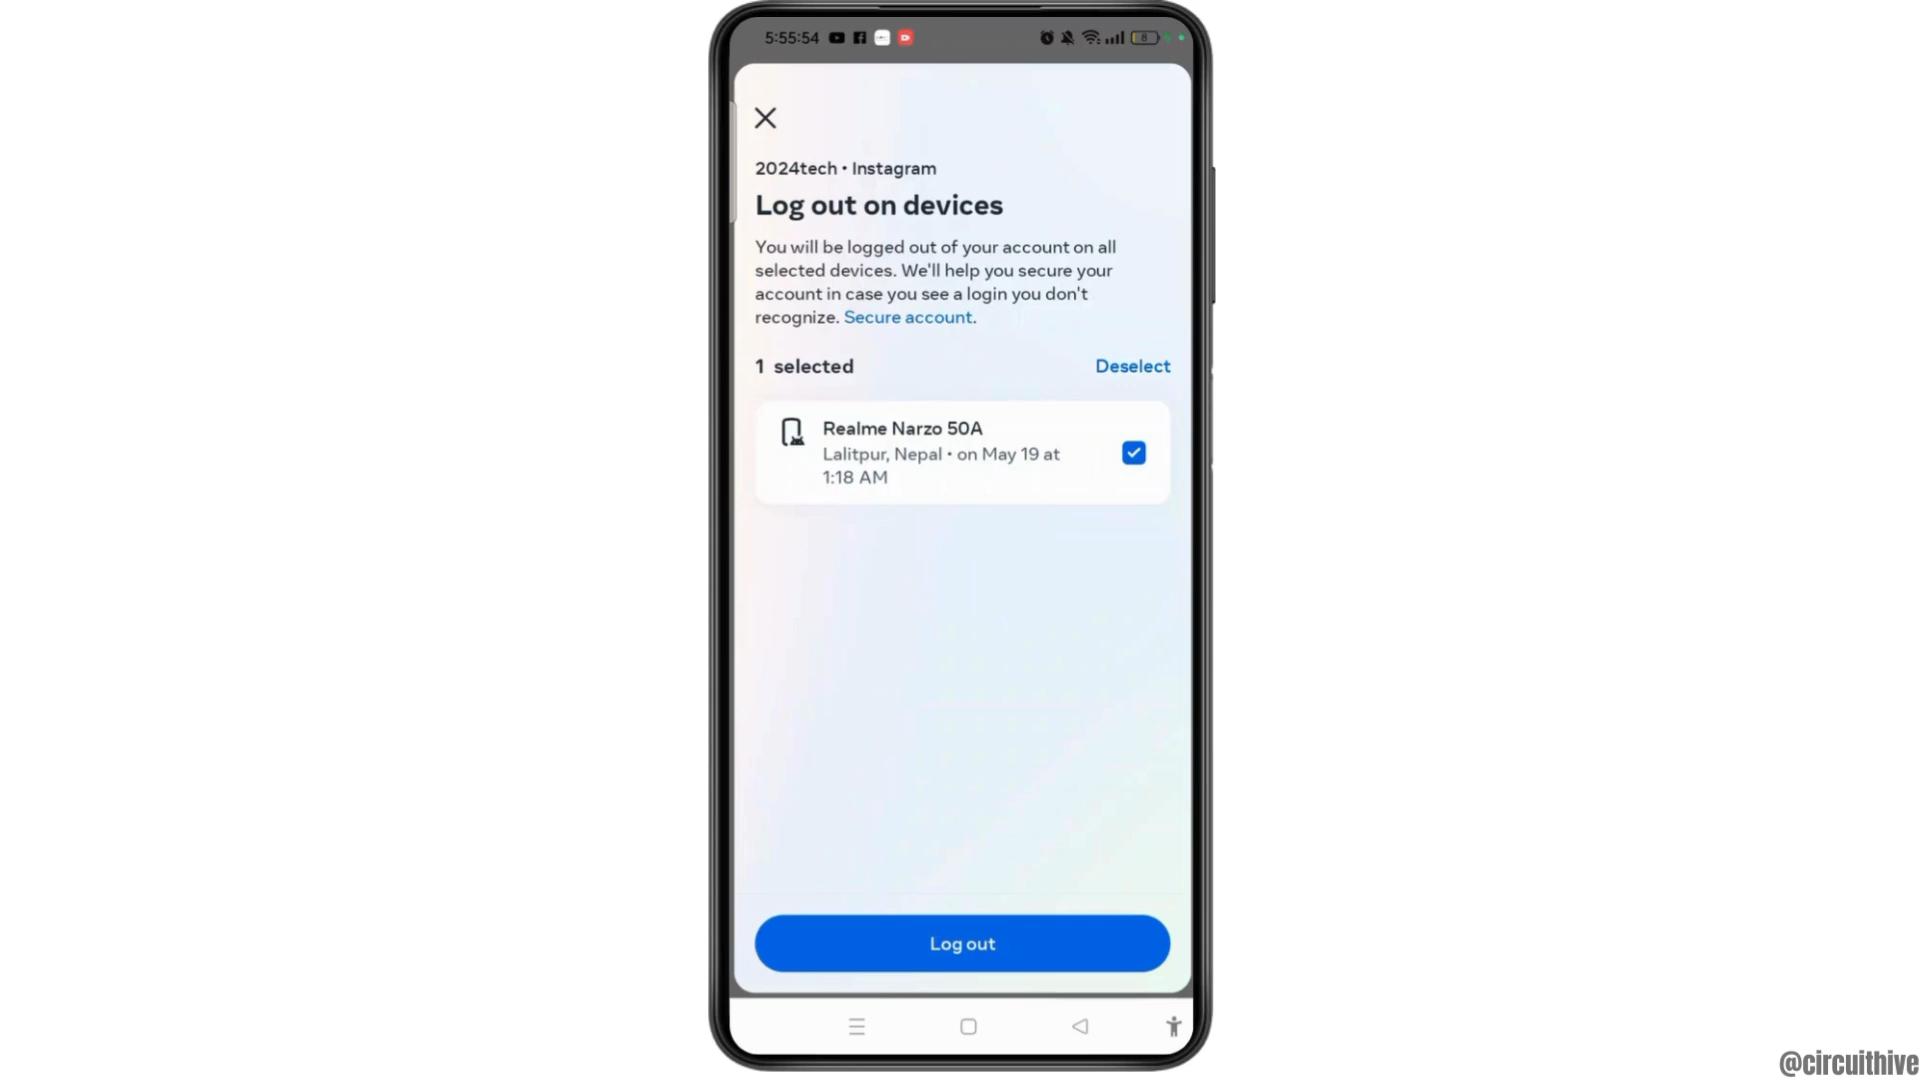 5:55:54
8
2024tech • Instagram
Log out on devices
You will be logged out of your account on all
selected devices. We'll help you secure your
account in case you see a login you don't
recognize. Secure account.
1 selected
Deselect
Realme Narzo 50A
Lalitpur, Nepal • on May 19 at
1:18 AM
Log out
@circuithive